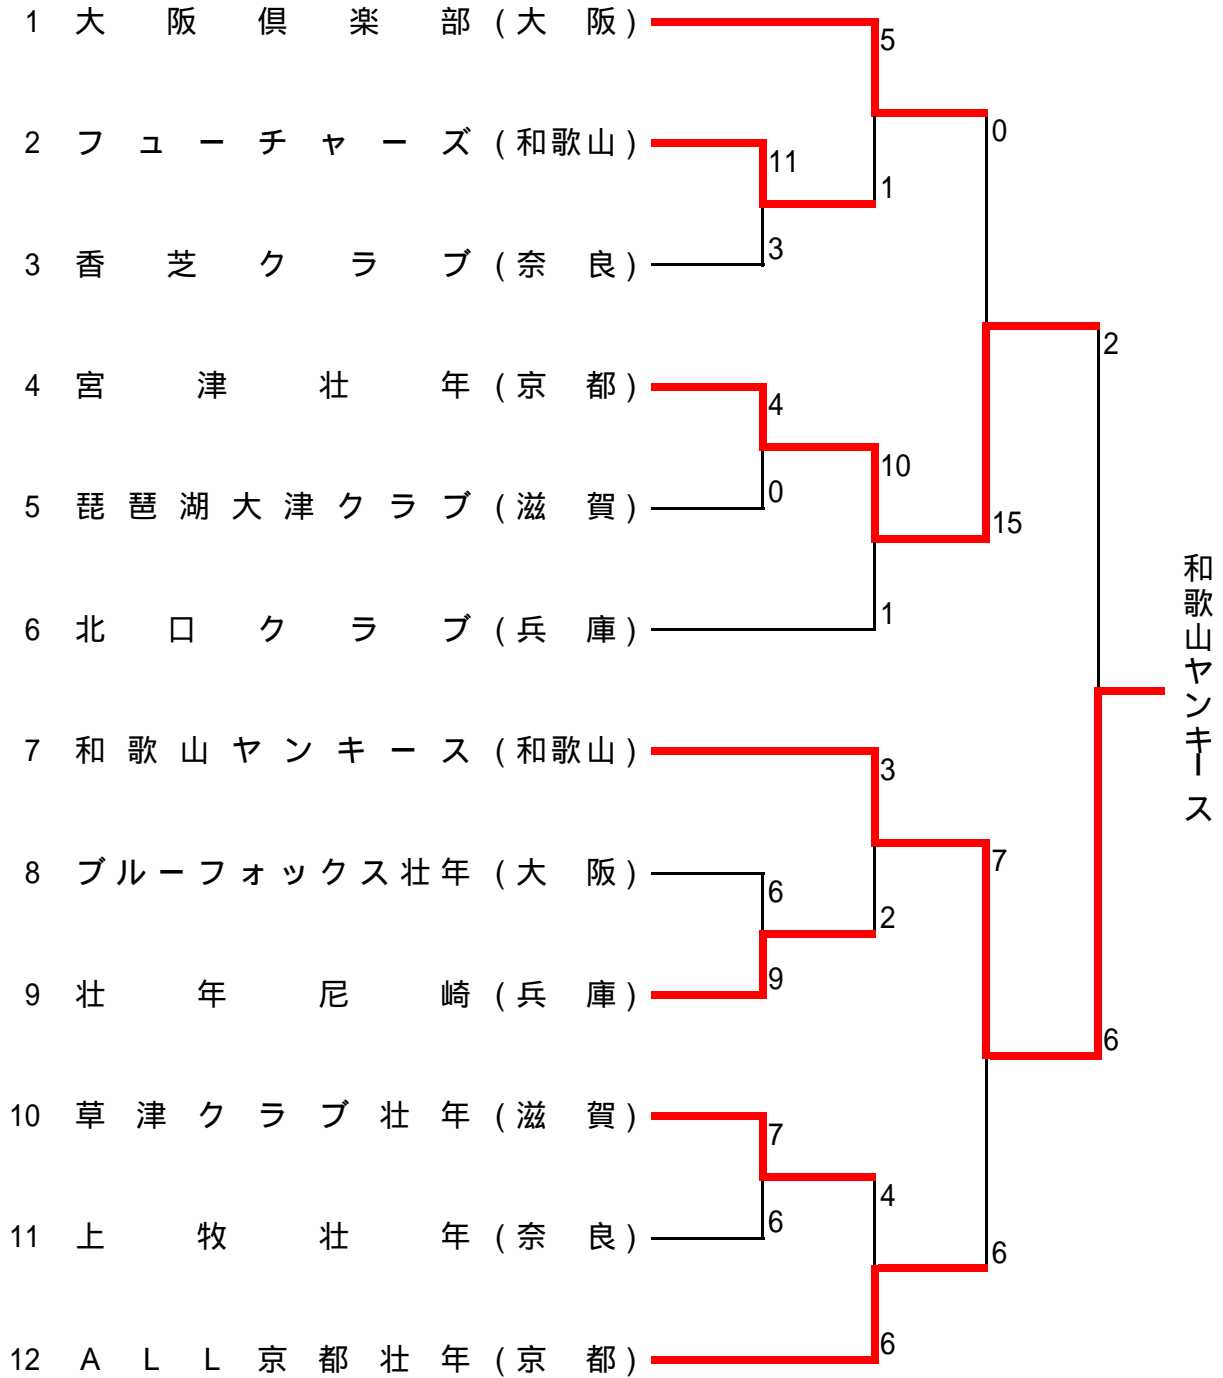 1 大阪倶楽部 (大阪)
5
0
2 フューチャーズ (和歌山)
11
1
3 香芝クラブ (奈良)
3
2
4 宮津壮年 (京都)
4
10
0
5 琵琶湖大津クラブ (滋賀)
15
6 北口クラブ (兵庫)
1
和歌山ヤンキース
7 和歌山ヤンキース (和歌山)
3
7
8 ブルーフォックス壮年 (大阪)
6
2
9 壮年尼崎 (兵庫)
9
6
10 草津クラブ壮年 (滋賀)
7
4
11 上牧壮年 (奈良)
6
6
12 ALL京都壮年 (京都)
6